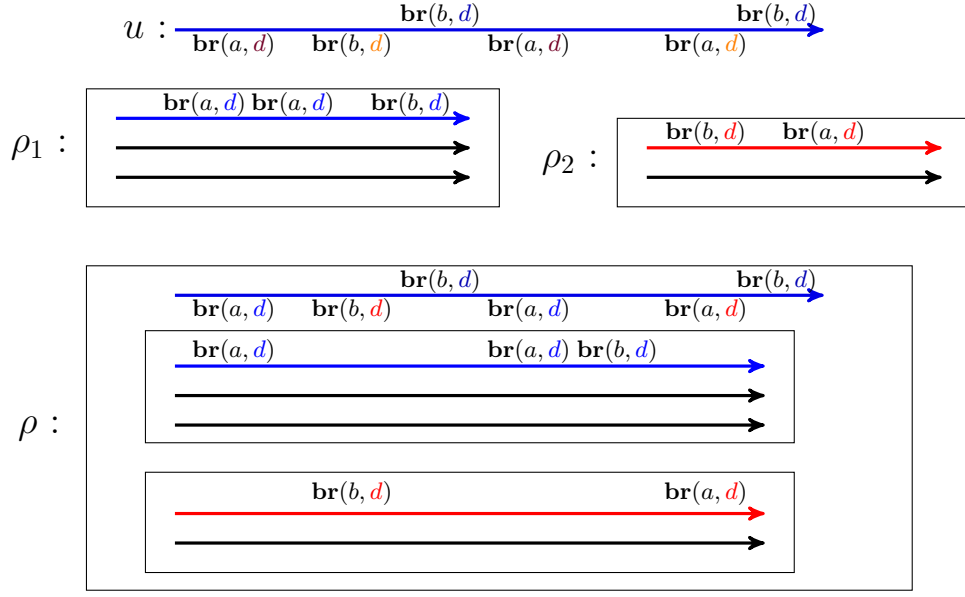 br(b, d) br(b, d)
u :
br(a, d) br(b, d) br(a, d) br(a, d)
br(a, d) br(a, d) br(b, d)
ρ₁ :
br(b, d) br(a, d)
ρ₂ :
br(b, d) br(b, d)
br(a, d) br(b, d) br(a, d) br(a, d)
br(a, d) br(a, d) br(b, d)
ρ :
br(b, d) br(a, d)